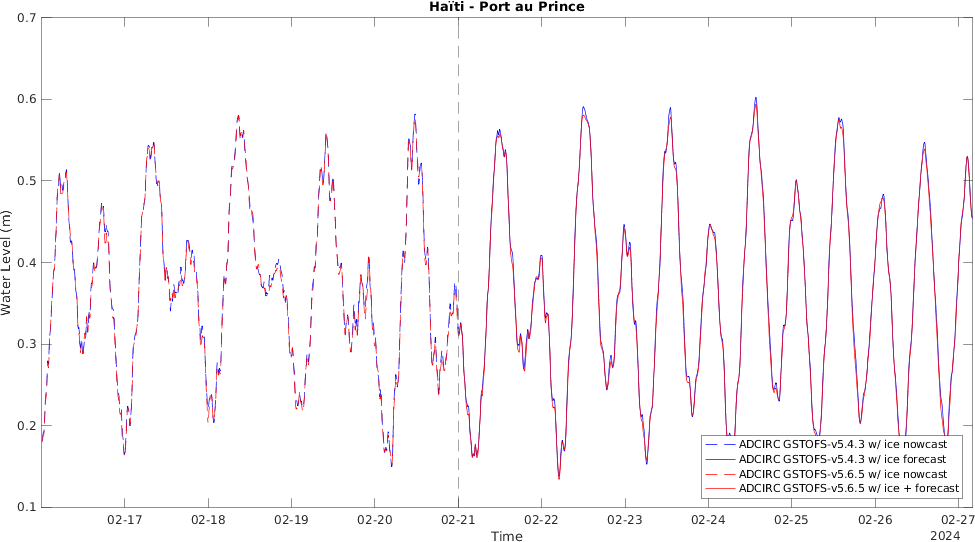 Haïti - Port au Prince
0.7
0.6
0.5
0.4
0.3
0.2
0.1
Water Level (m)
ADCIRC GSTOFS-v5.4.3 w/ ice nowcast
ADCIRC GSTOFS-v5.4.3 w/ ice forecast
ADCIRC GSTOFS-v5.6.5 w/ ice nowcast
ADCIRC GSTOFS-v5.6.5 w/ ice + forecast
02-17 02-18 02-19 02-20 02-21 02-22 02-23 02-24 02-25 02-26 02-27
Time
2024